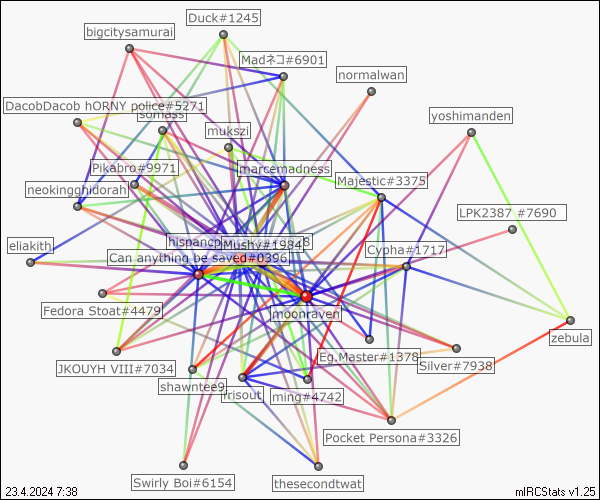 Duck#1245
bigcitysamurai
Madネコ#6901
normalwan
DacobDacob hORNY police#5271
somass
yoshimanden
mukszi
Pikabro#9971
marcemadness
Majestic#3375
neokingghidorah
LPK2387 #7690
Mushy#1984
Cypha#1717
eliakith
Can anything be saved#0396
Fedora Stoat#4479
moonraven
zebula
Eg.Master#1378
JKOUYH VIII#7034
Silver#7938
shawntee9
frisout
ming#4742
Pocket Persona#3326
Swirly Boi#6154
thesecondtwat
23.4.2024 7:38
mIRCStats v1.25